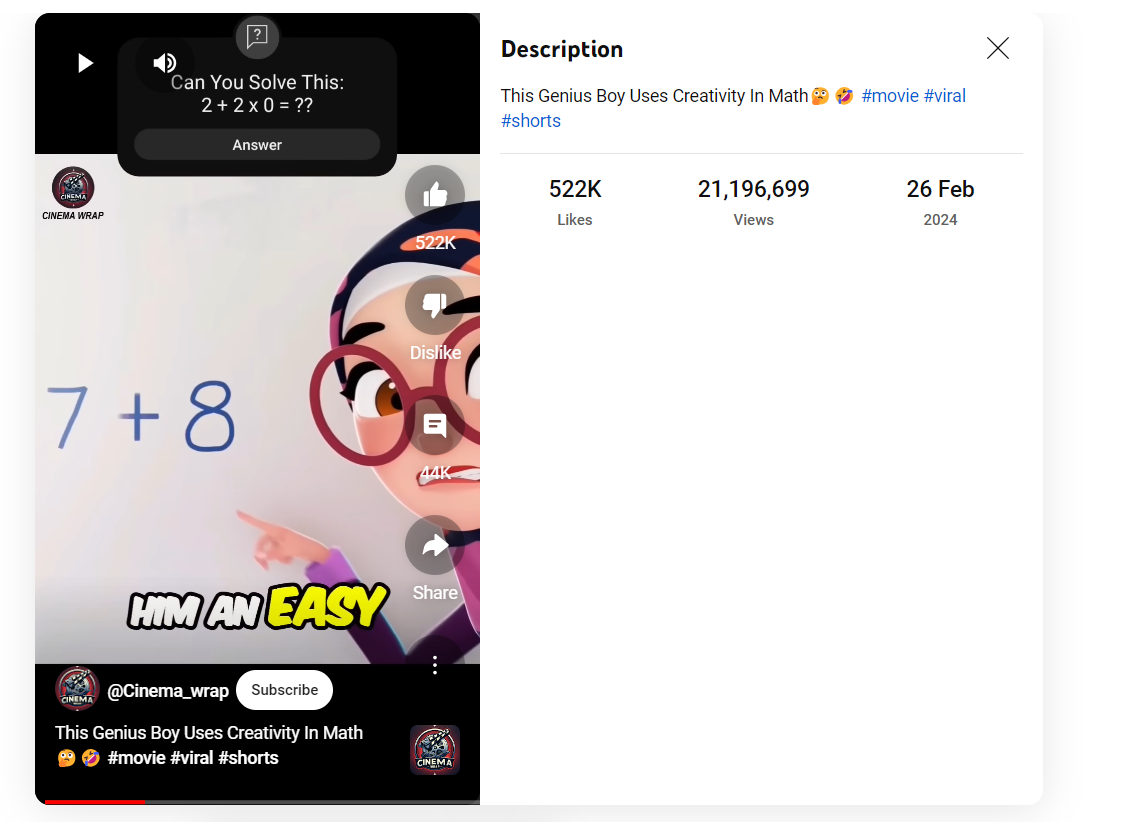 Can You Solve This:
2 + 2 x 0 = ??
Answer
CINEMA
CINEMA WRAP
522K
Dislike
7 + 8
44K
Share
HIM AN EASY
CINEMA
@Cinema_wrap
Subscribe
This Genius Boy Uses Creativity In Math
🤔 🤣 #movie #viral #shorts
CINEMA
Description
This Genius Boy Uses Creativity In Math🤔 🤣 #movie #viral
#shorts
522K
Likes
21,196,699
Views
26 Feb
2024